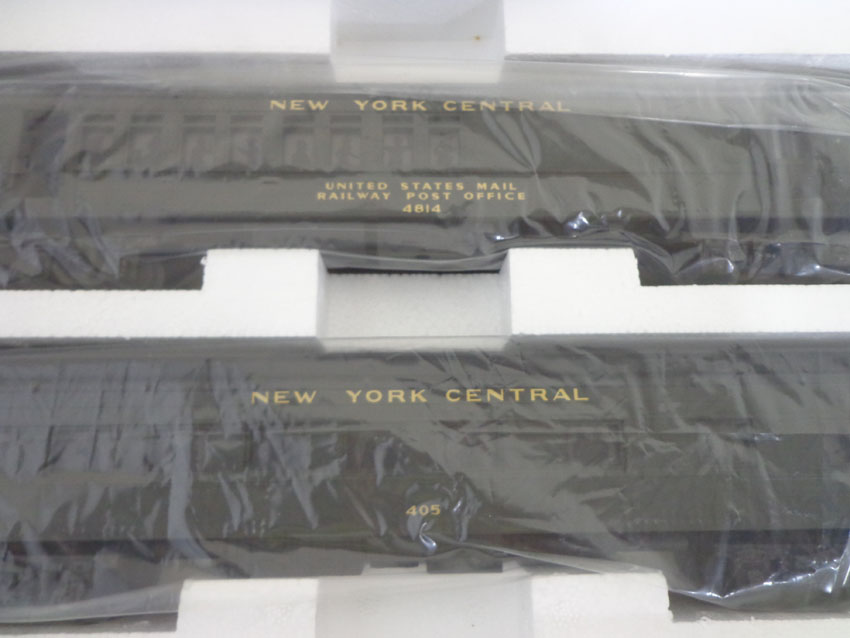 NEW YORK CENTRAL
UNITED STATES MAIL
RAILWAY POST OFFICE
4814
NEW YORK CENTRAL
405